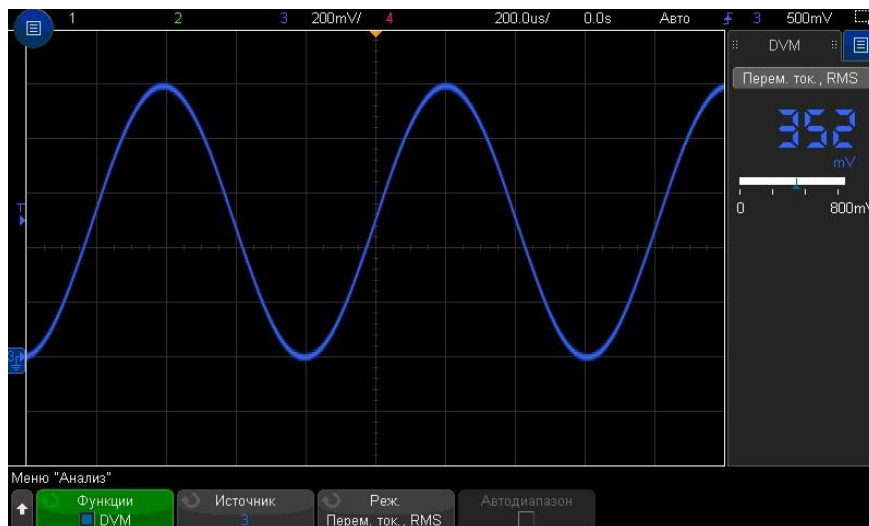 1 2 3 200mV/ 4 200.0us/ 0.0s Авто 3 500mV
DVM
Перем. ток., RMS
352
mV
0 800mV
T
3
Меню "Анализ"
Функции
DVM
Источник
3
Реж.
Перем. ток., RMS
Автодиапазон